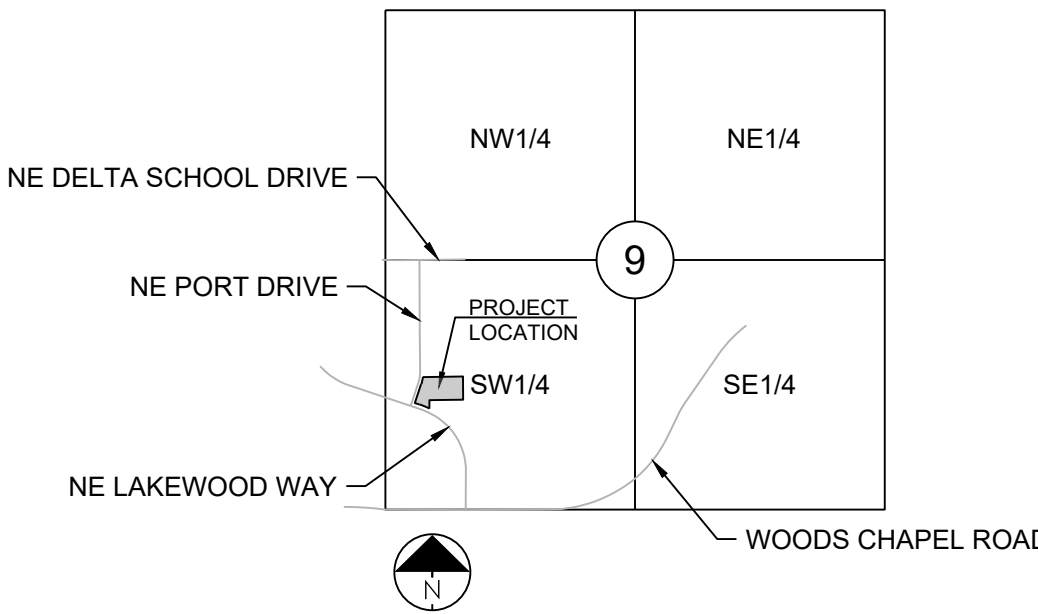 NW1/4
NE1/4
NE DELTA SCHOOL DRIVE
9
NE PORT DRIVE
PROJECT
LOCATION
SW1/4
SE1/4
NE LAKEWOOD WAY
WOODS CHAPEL ROAD
N